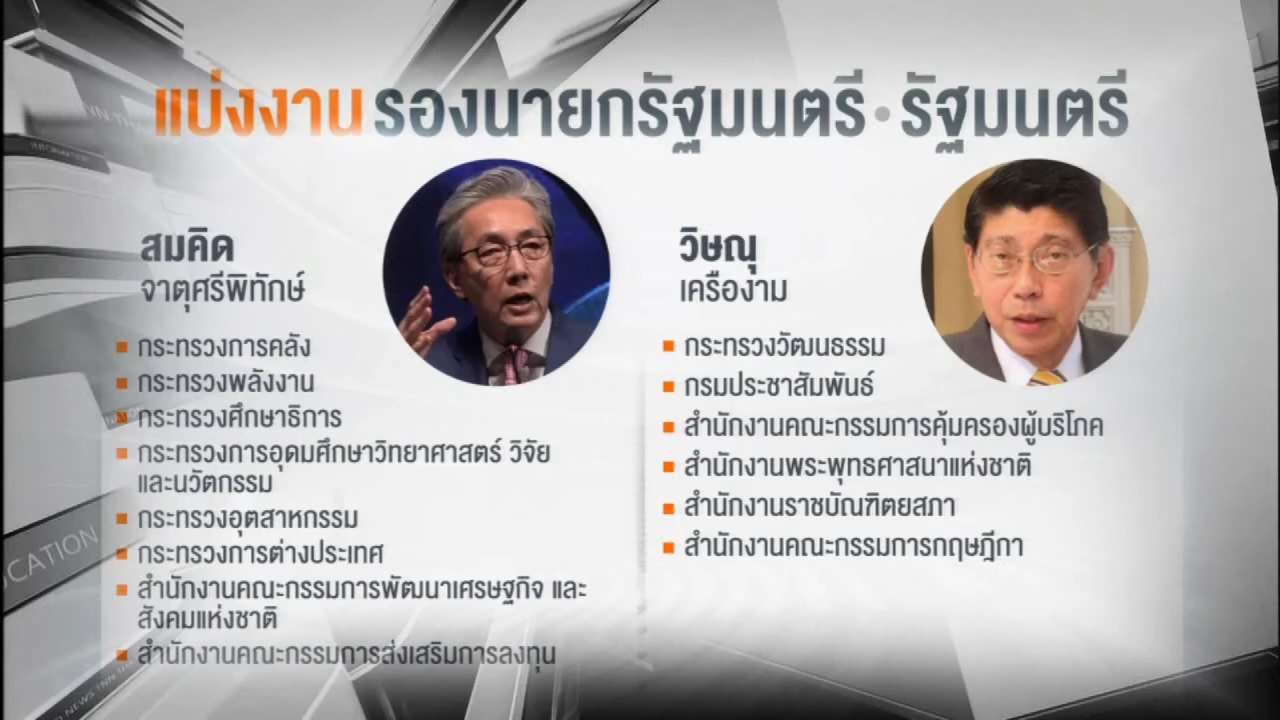 แบ่งงาน รองนายกรัฐมนตรี • รัฐมนตรี
สมคิด
จาตุศรีพิทักษ์
กระทรวงการคลัง
กระทรวงพลังงาน
กระทรวงศึกษาธิการ
กระทรวงการอุดมศึกษาวิทยาศาสตร์ วิจัย
และนวัตกรรม
กระทรวงอุตสาหกรรม
กระทรวงการต่างประเทศ
สำนักงานคณะกรรมการพัฒนาเศรษฐกิจ และ
สังคมแห่งชาติ
สำนักงานคณะกรรมการส่งเสริมการลงทุน
วิษณุ
เครืองาม
กระทรวงวัฒนธรรม
กรมประชาสัมพันธ์
สำนักงานคณะกรรมการคุ้มครองผู้บริโภค
สำนักงานพระพุทธศาสนาแห่งชาติ
สำนักงานราชบัณฑิตยสภา
สำนักงานคณะกรรมการกฤษฎีกา